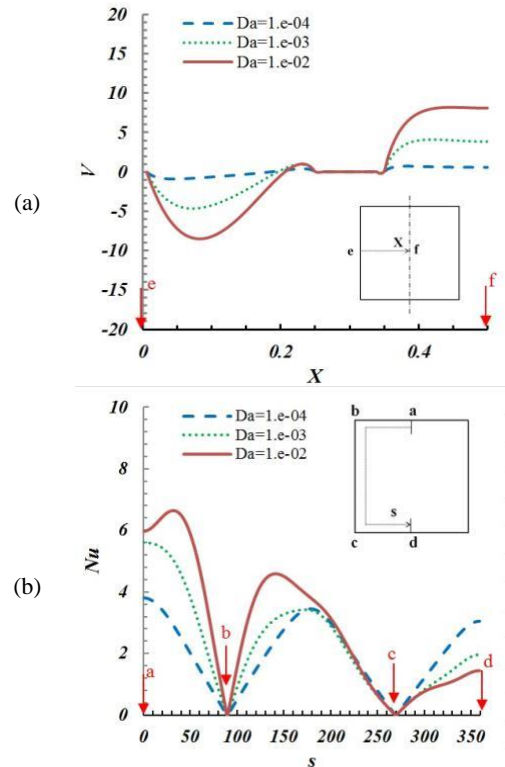 (a)
20
15
10
5
0
-5
-10
-15
-20
V
Da=1.e-04
Da=1.e-03
Da=1.e-02
e
X
f
e
f
0
0.2
0.4
X
(b)
10
8
6
4
2
0
Nu
Da=1.e-04
Da=1.e-03
Da=1.e-02
b
a
s
c
d
a
b
c
d
0
50
100
150
200
250
300
350
s